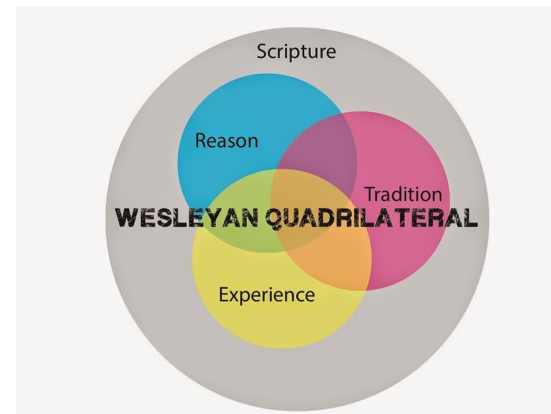 Scripture
Reason
Tradition
WESLEYAN QUADRILATERAL
Experience